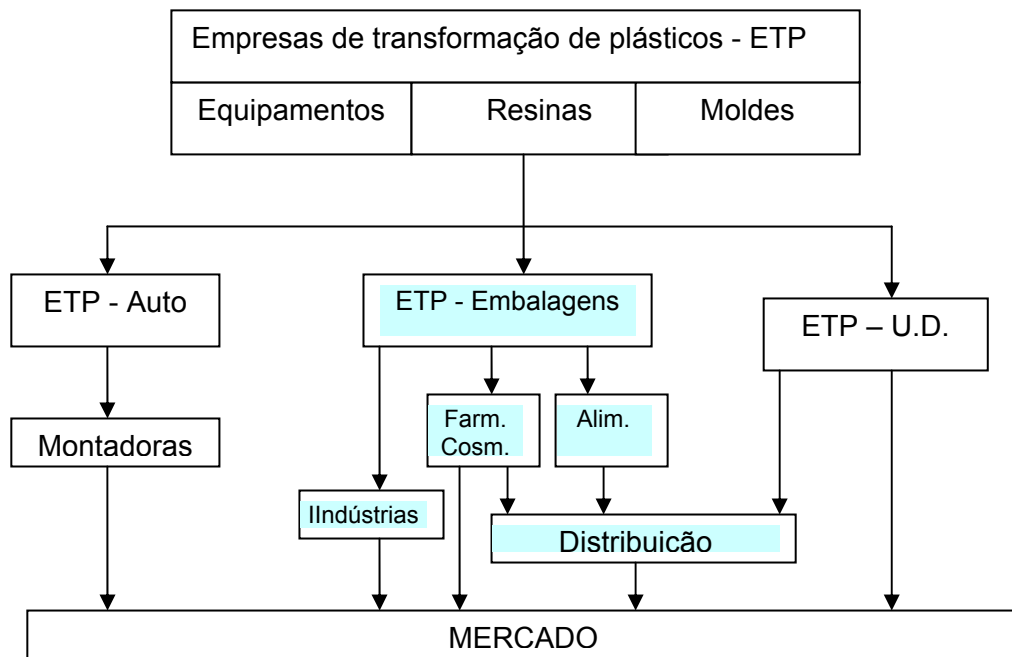 Empresas de transformação de plásticos - ETP
Equipamentos
Resinas
Moldes
ETP - Auto
ETP - Embalagens
ETP – U.D.
Farm.
Cosm.
Alim.
Montadoras
IIndústrias
Distribuicão
MERCADO